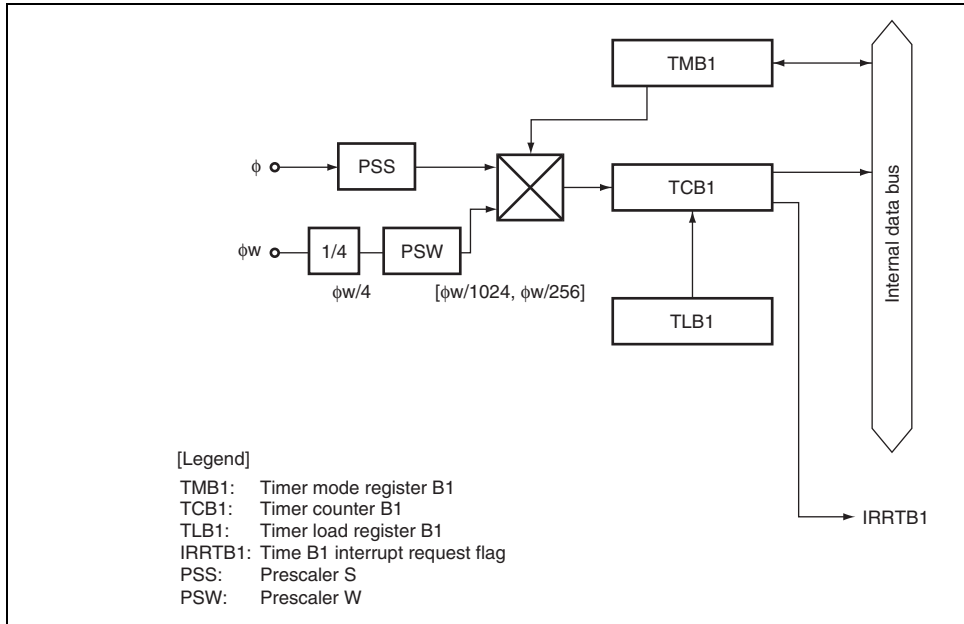 TMB1
φ
PSS
TCB1
φw
1/4
PSW
φw/4
[φw/1024, φw/256]
TLB1
Internal data bus
IRRTB1
[Legend]
TMB1: Timer mode register B1
TCB1: Timer counter B1
TLB1: Timer load register B1
IRRTB1: Time B1 interrupt request flag
PSS: Prescaler S
PSW: Prescaler W